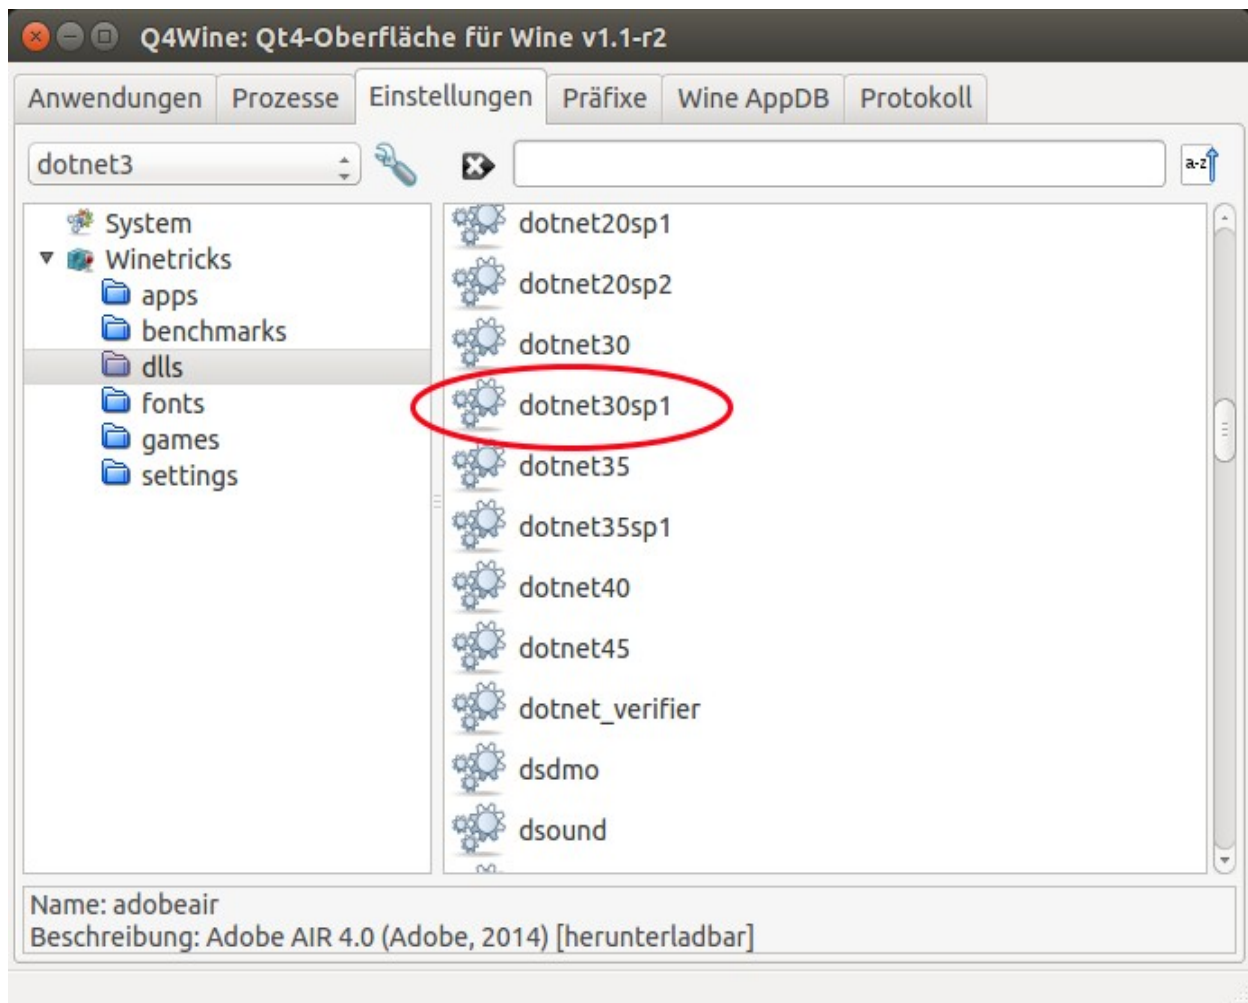 Q4Wine: Qt4-Oberfläche für Wine v1.1-r2
Anwendungen Prozesse Einstellungen Präfixe Wine AppDB Protokoll
dotnet3
a-z
System
Winetricks
apps
benchmarks
dlls
fonts
games
settings
dotnet20sp1
dotnet20sp2
dotnet30
dotnet30sp1
dotnet35
dotnet35sp1
dotnet40
dotnet45
dotnet_verifier
dsdmo
dsound
Name: adobeair
Beschreibung: Adobe AIR 4.0 (Adobe, 2014) [herunterladbar]